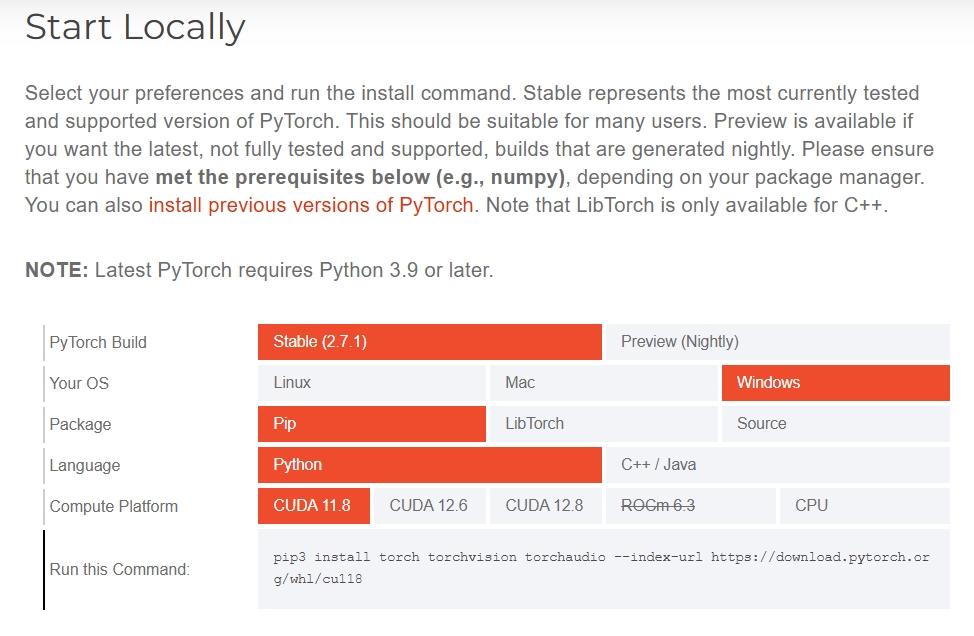 Start Locally
Select your preferences and run the install command. Stable represents the most currently tested
and supported version of PyTorch. This should be suitable for many users. Preview is available if
you want the latest, not fully tested and supported, builds that are generated nightly. Please ensure
that you have met the prerequisites below (e.g., numpy), depending on your package manager.
You can also install previous versions of PyTorch. Note that LibTorch is only available for C++.
NOTE: Latest PyTorch requires Python 3.9 or later.
PyTorch Build Stable (2.7.1) Preview (Nightly)
Your OS Linux Mac Windows
Package Pip LibTorch Source
Language Python C++ / Java
Compute Platform CUDA 11.8 CUDA 12.6 CUDA 12.8 ROCm 6.3 CPU
Run this Command: pip3 install torch torchvision torchaudio --index-url https://download.pytorch.or
g/whl/cu118